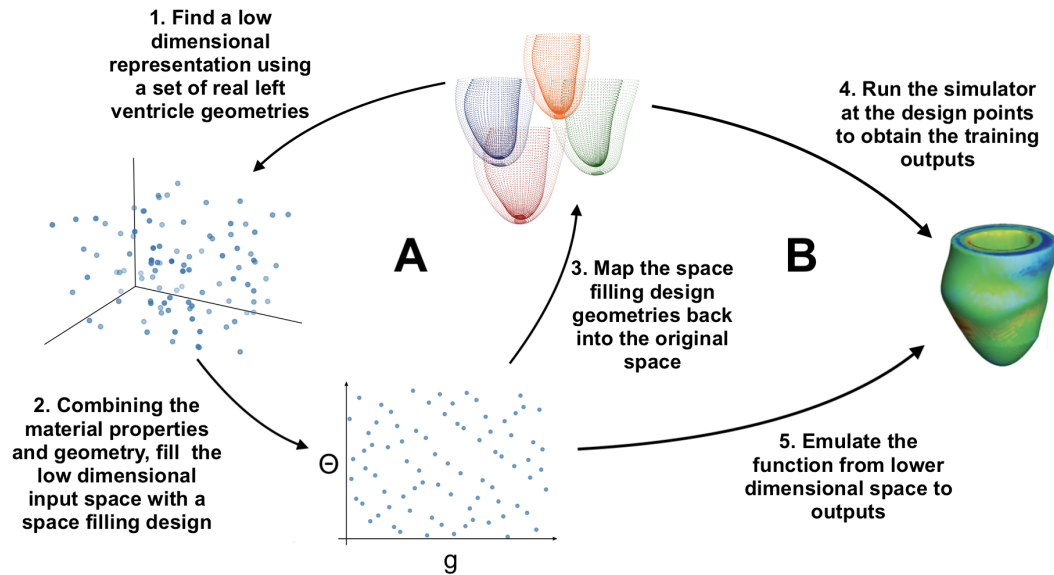 1. Find a low
dimensional
representation using
a set of real left
ventricle geometries
4. Run the simulator
at the design points
to obtain the training
outputs
A
B
3. Map the space
filling design
geometries back
into the original
space
2. Combining the
material properties
and geometry, fill the
low dimensional
input space with a
space filling design
Θ
g
5. Emulate the
function from lower
dimensional space to
outputs